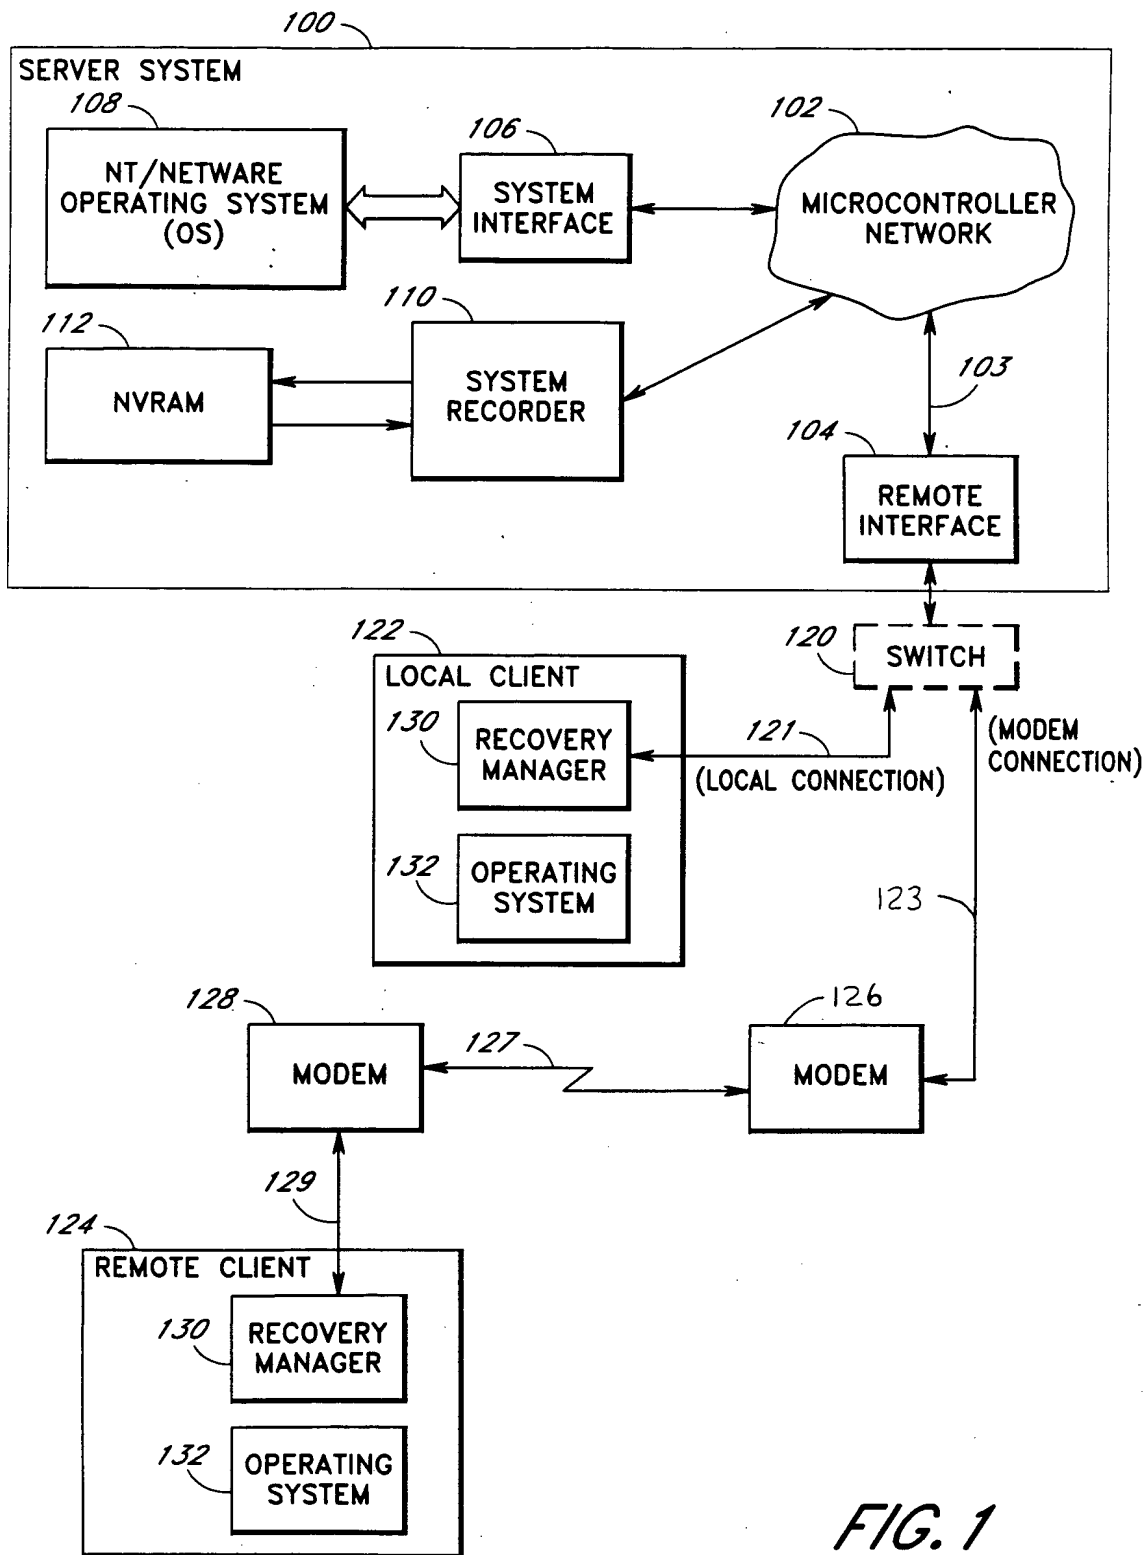 100
SERVER SYSTEM
108
106
102
NT/NETWARE
OPERATING SYSTEM
(OS)
SYSTEM
INTERFACE
MICROCONTROLLER
NETWORK
112
110
NVRAM
SYSTEM
RECORDER
103
104
REMOTE
INTERFACE
122
120
SWITCH
LOCAL CLIENT
130
RECOVERY
MANAGER
121
(LOCAL CONNECTION)
(MODEM
CONNECTION)
132
OPERATING
SYSTEM
123
128
MODEM
127
126
MODEM
129
124
REMOTE CLIENT
130
RECOVERY
MANAGER
132
OPERATING
SYSTEM
FIG. 1